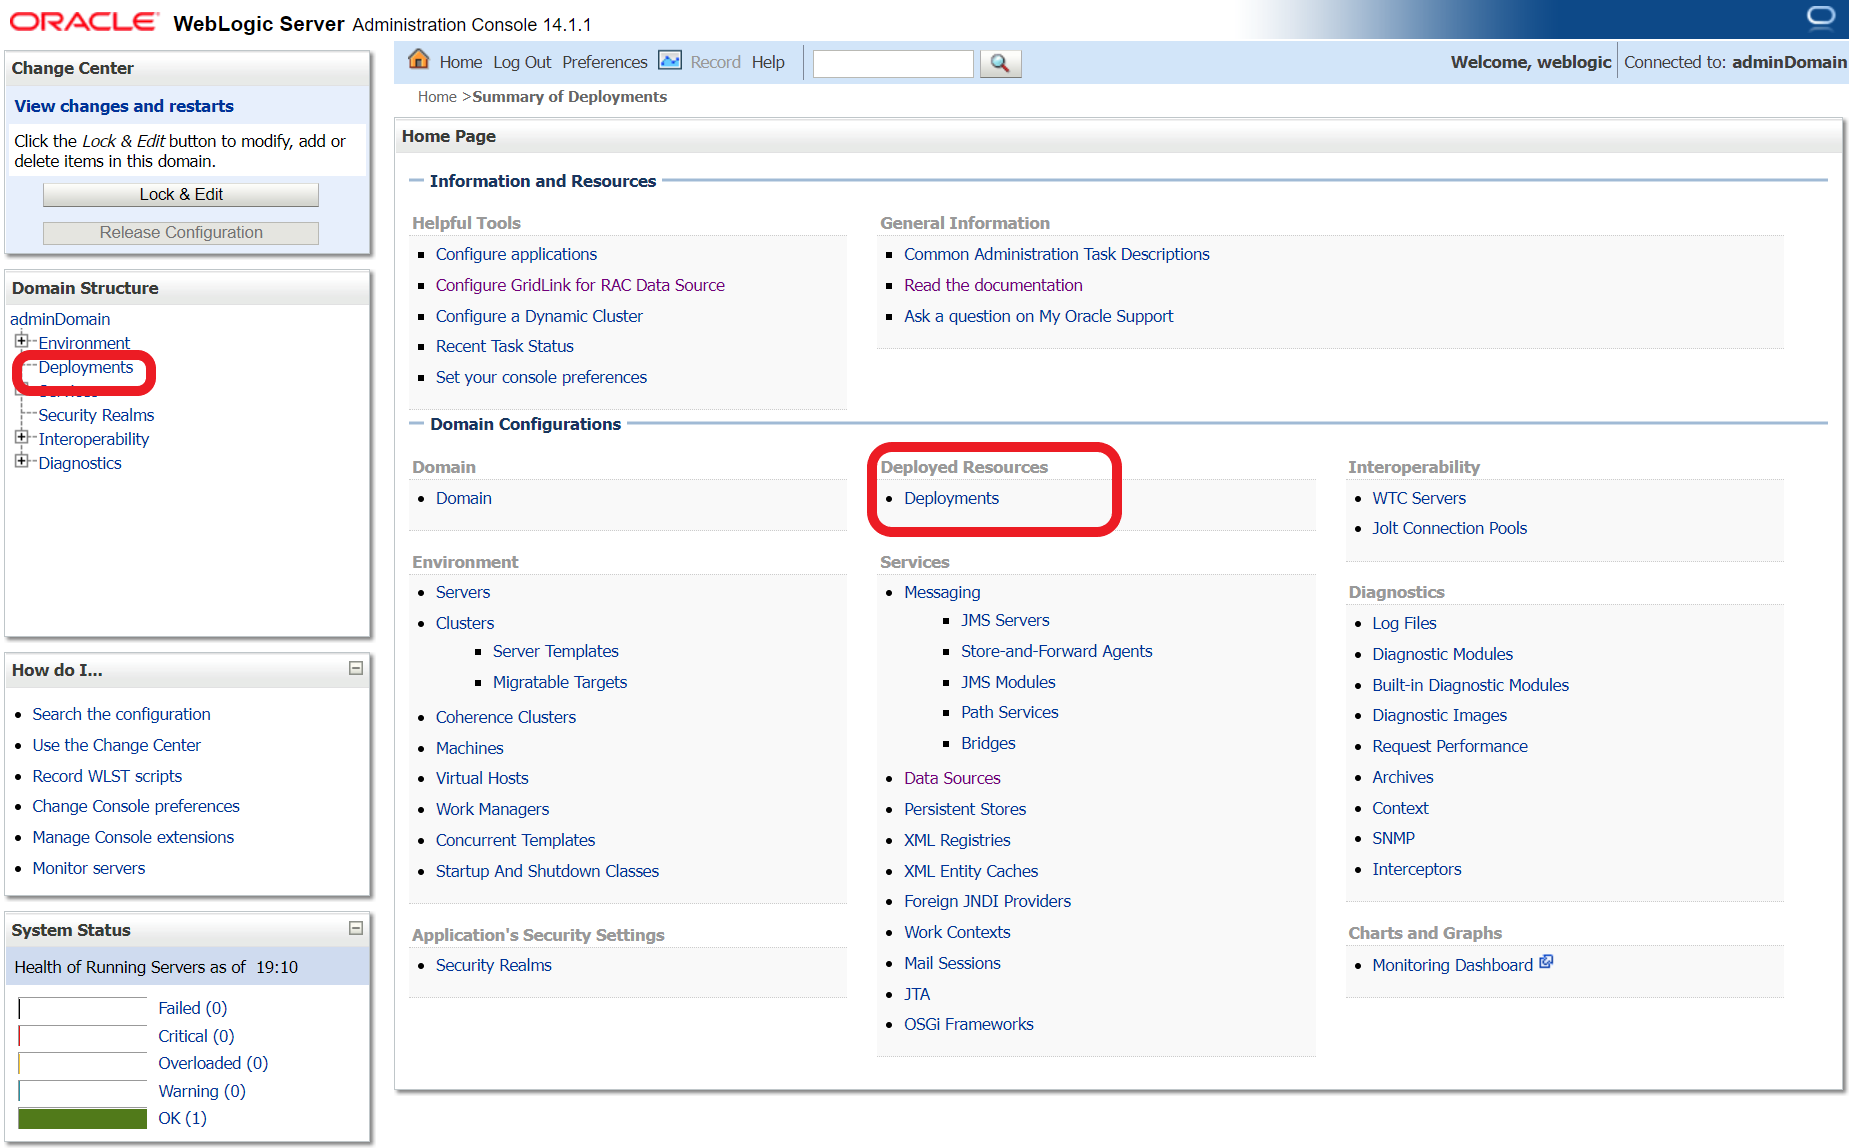 ORACLE WebLogic Server Administration Console 14.1.1
Change Center
View changes and restarts
Click the Lock & Edit button to modify, add or
delete items in this domain.
Lock & Edit
Release Configuration
Domain Structure
adminDomain
Environment
Deployments
Services
Security Realms
Interoperability
Diagnostics
How do I...
Search the configuration
Use the Change Center
Record WLST scripts
Change Console preferences
Manage Console extensions
Monitor servers
System Status
Health of Running Servers as of 19:10
Failed (0)
Critical (0)
Overloaded (0)
Warning (0)
OK (1)
Home Log Out Preferences Record Help
Welcome, weblogic Connected to: adminDomain
Home >Summary of Deployments
Home Page
Information and Resources
Helpful Tools
Configure applications
Configure GridLink for RAC Data Source
Configure a Dynamic Cluster
Recent Task Status
Set your console preferences
General Information
Common Administration Task Descriptions
Read the documentation
Ask a question on My Oracle Support
Domain Configurations
Domain
Domain
Environment
Servers
Clusters
Server Templates
Migratable Targets
Coherence Clusters
Machines
Virtual Hosts
Work Managers
Concurrent Templates
Startup And Shutdown Classes
Application's Security Settings
Security Realms
Deployed Resources
Deployments
Services
Messaging
JMS Servers
Store-and-Forward Agents
JMS Modules
Path Services
Bridges
Data Sources
Persistent Stores
XML Registries
XML Entity Caches
Foreign JNDI Providers
Work Contexts
Mail Sessions
JTA
OSGi Frameworks
Interoperability
WTC Servers
Jolt Connection Pools
Diagnostics
Log Files
Diagnostic Modules
Built-in Diagnostic Modules
Diagnostic Images
Request Performance
Archives
Context
SNMP
Interceptors
Charts and Graphs
Monitoring Dashboard